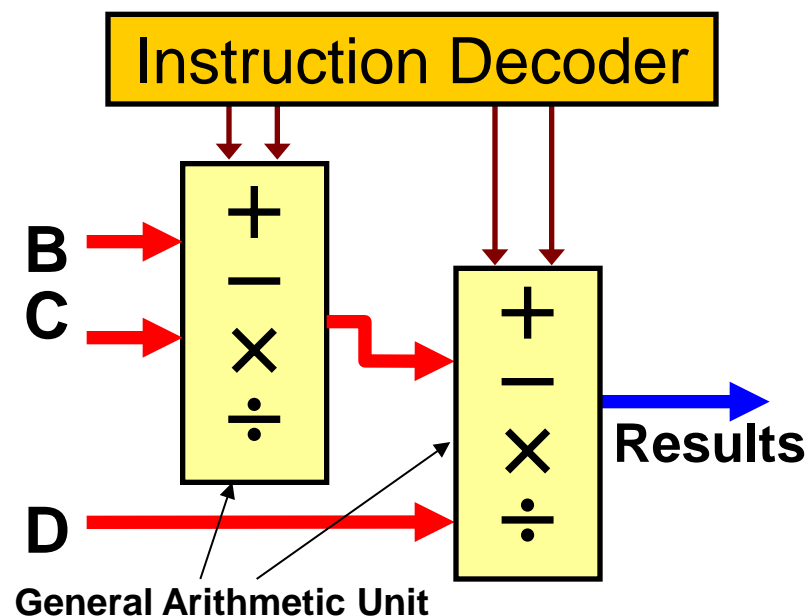 Instruction Decoder
B
C
D
+
−
×
÷
+
−
×
÷
Results
General Arithmetic Unit